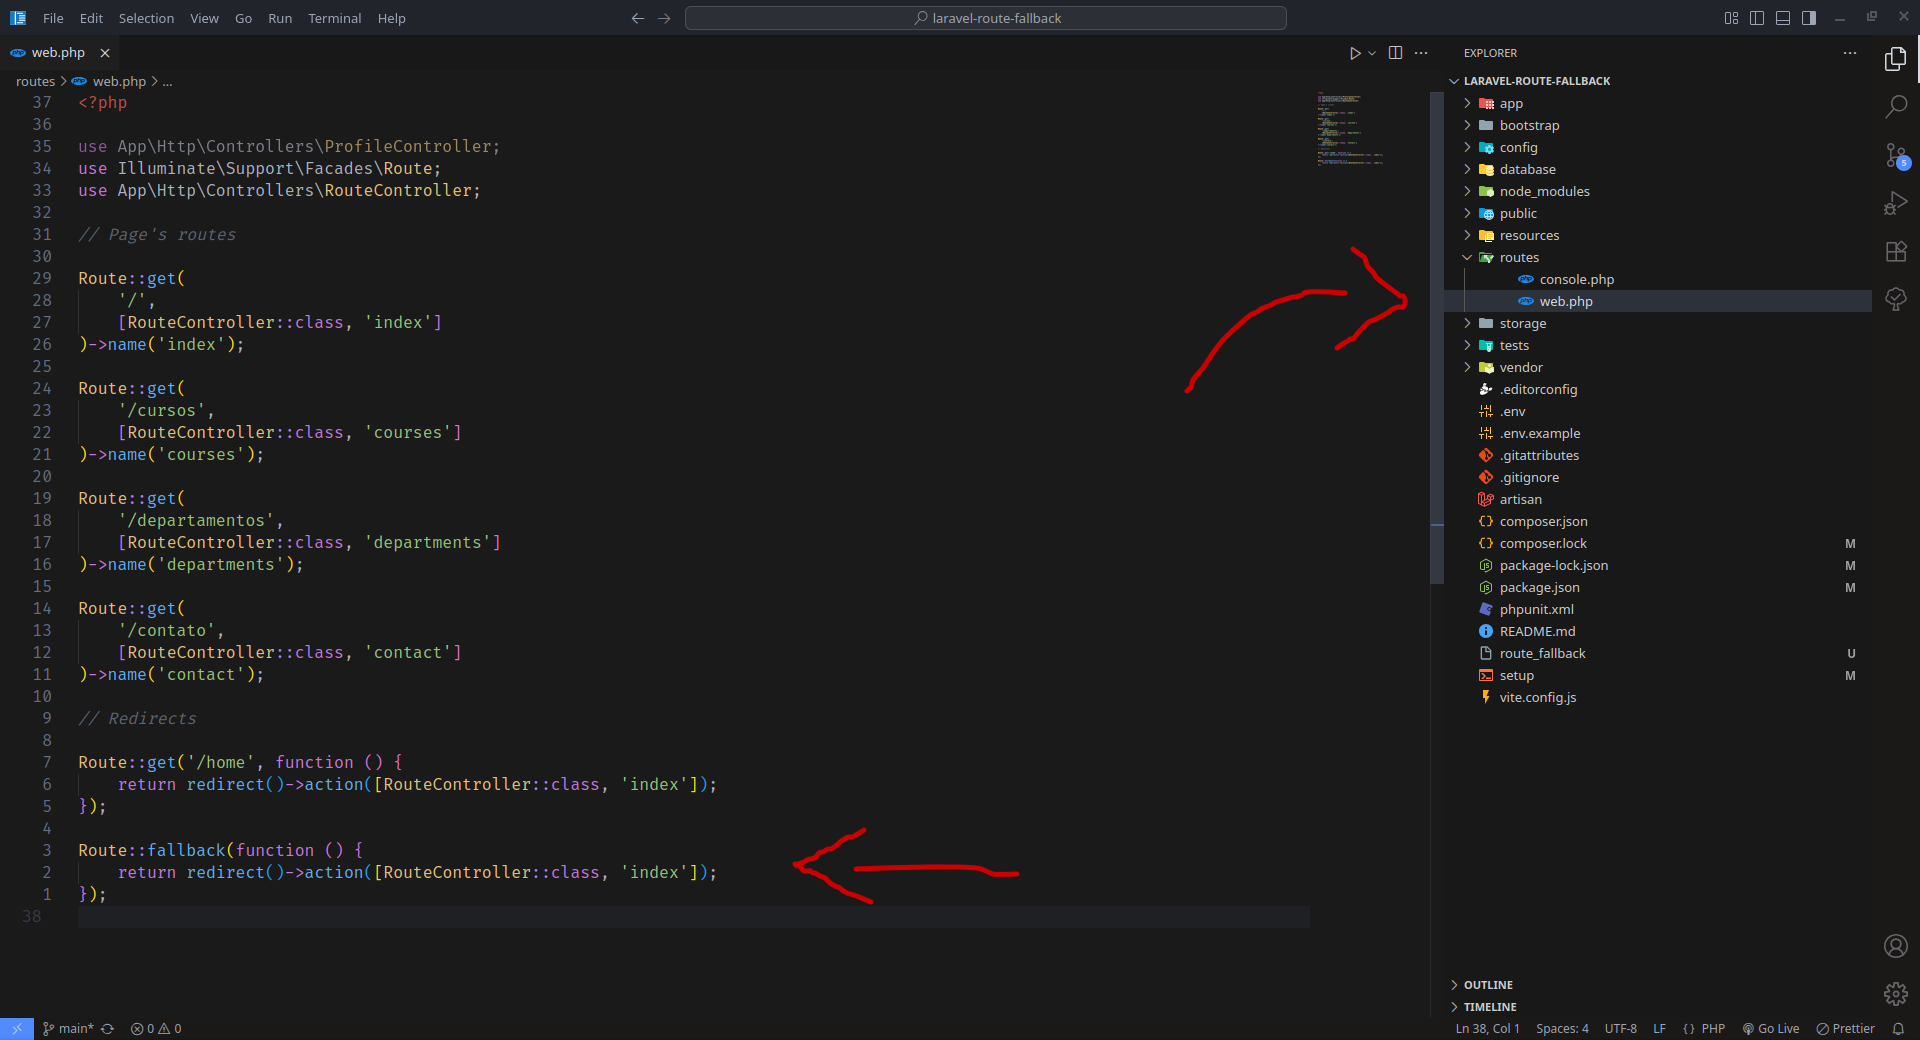 File Edit Selection View Go Run Terminal Help
laravel-route-fallback
web.php
routes > web.php > ...
37 <?php
36
35 use App\Http\Controllers\ProfileController;
34 use Illuminate\Support\Facades\Route;
33 use App\Http\Controllers\RouteController;
32
31 // Page's routes
30
29 Route::get(
28     '/',
27     [RouteController::class, 'index']
26 )->name('index');
25
24 Route::get(
23     '/cursos',
22     [RouteController::class, 'courses']
21 )->name('courses');
20
19 Route::get(
18     '/departamentos',
17     [RouteController::class, 'departments']
16 )->name('departments');
15
14 Route::get(
13     '/contato',
12     [RouteController::class, 'contact']
11 )->name('contact');
10
9 // Redirects
8
7 Route::get('/home', function () {
6     return redirect()->action([RouteController::class, 'index']);
5 });
4
3 Route::fallback(function () {
2     return redirect()->action([RouteController::class, 'index']);
1 });
38
EXPLORER
LARAVEL-ROUTE-FALLBACK
app
bootstrap
config
database
node_modules
public
resources
routes
console.php
web.php
storage
tests
vendor
.editorconfig
.env
.env.example
.gitattributes
.gitignore
artisan
composer.json
composer.lock M
package-lock.json M
package.json M
phpunit.xml
README.md
route_fallback U
setup M
vite.config.js
OUTLINE
TIMELINE
5
main* 0 0
Ln 38, Col 1 Spaces: 4 UTF-8 LF {} PHP Go Live Prettier